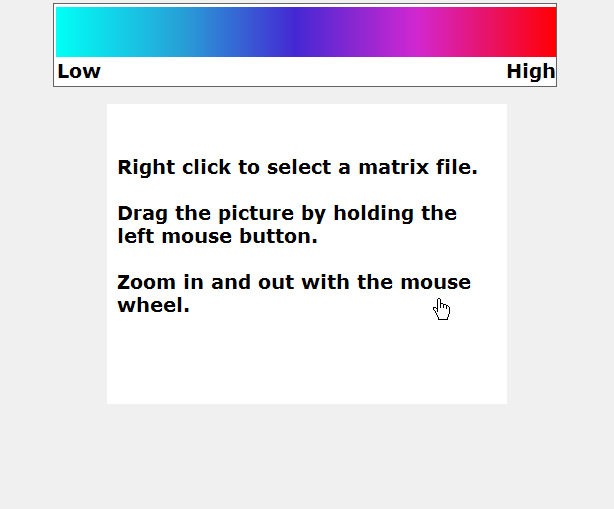 Low High
Right click to select a matrix file.
Drag the picture by holding the
left mouse button.
Zoom in and out with the mouse
wheel.